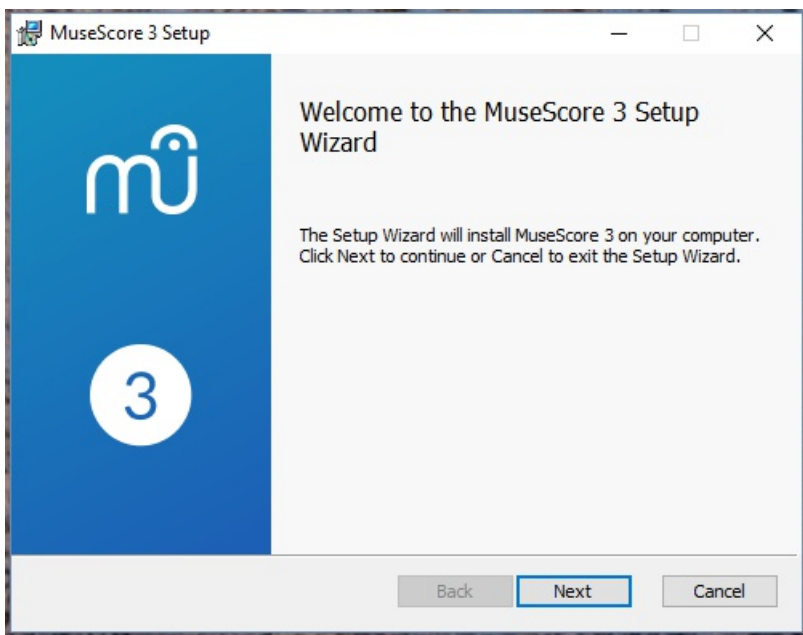 MuseScore 3 Setup
Welcome to the MuseScore 3 Setup
Wizard
The Setup Wizard will install MuseScore 3 on your computer.
Click Next to continue or Cancel to exit the Setup Wizard.
mû
3
Back
Next
Cancel